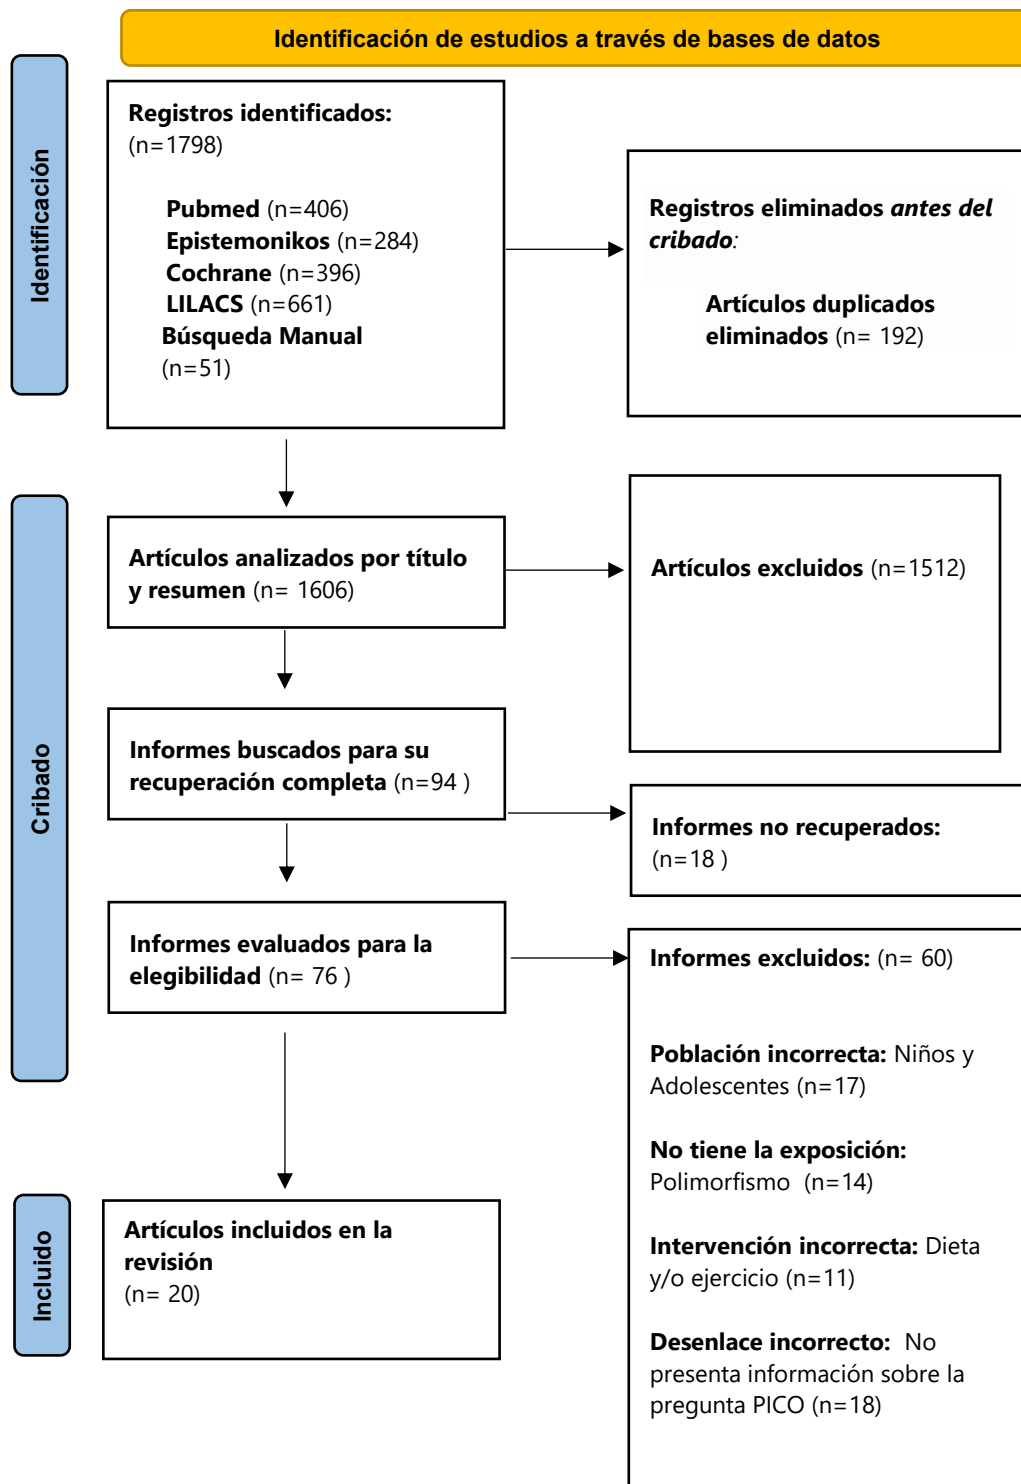 Identificación de estudios a través de bases de datos
Identificación
Registros identificados:
(n=1798)
Pubmed (n=406)
Epistemonikos (n=284)
Cochrane (n=396)
LILACS (n=661)
Búsqueda Manual
(n=51)
Registros eliminados antes del
cribado:
Artículos duplicados
eliminados (n= 192)
Cribado
Artículos analizados por título
y resumen (n= 1606)
Artículos excluidos (n=1512)
Informes buscados para su
recuperación completa (n=94 )
Informes no recuperados:
(n=18 )
Informes evaluados para la
elegibilidad (n= 76 )
Informes excluidos: (n= 60)
Población incorrecta: Niños y
Adolescentes (n=17)
No tiene la exposición:
Polimorfismo (n=14)
Intervención incorrecta: Dieta
y/o ejercicio (n=11)
Desenlace incorrecto: No
presenta información sobre la
pregunta PICO (n=18)
Incluido
Artículos incluidos en la
revisión
(n= 20)